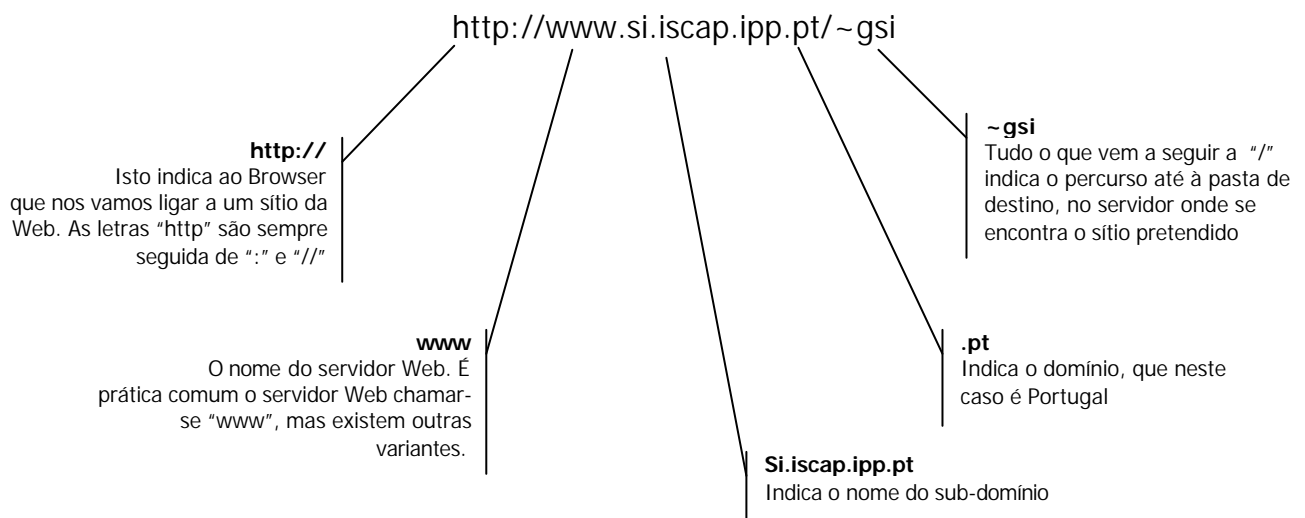 http://www.si.iscap.ipp.pt/~gsi
http://
Isto indica ao Browser
que nos vamos ligar a um sítio da
Web. As letras "http" são sempre
seguida de ":" e "//"
~gsi
Tudo o que vem a seguir a "/"
indica o percurso até à pasta de
destino, no servidor onde se
encontra o sítio pretendido
www
O nome do servidor Web. É
prática comum o servidor Web chamar-
se "www", mas existem outras
variantes.
.pt
Indica o domínio, que neste
caso é Portugal
Si.iscap.ipp.pt
Indica o nome do sub-domínio